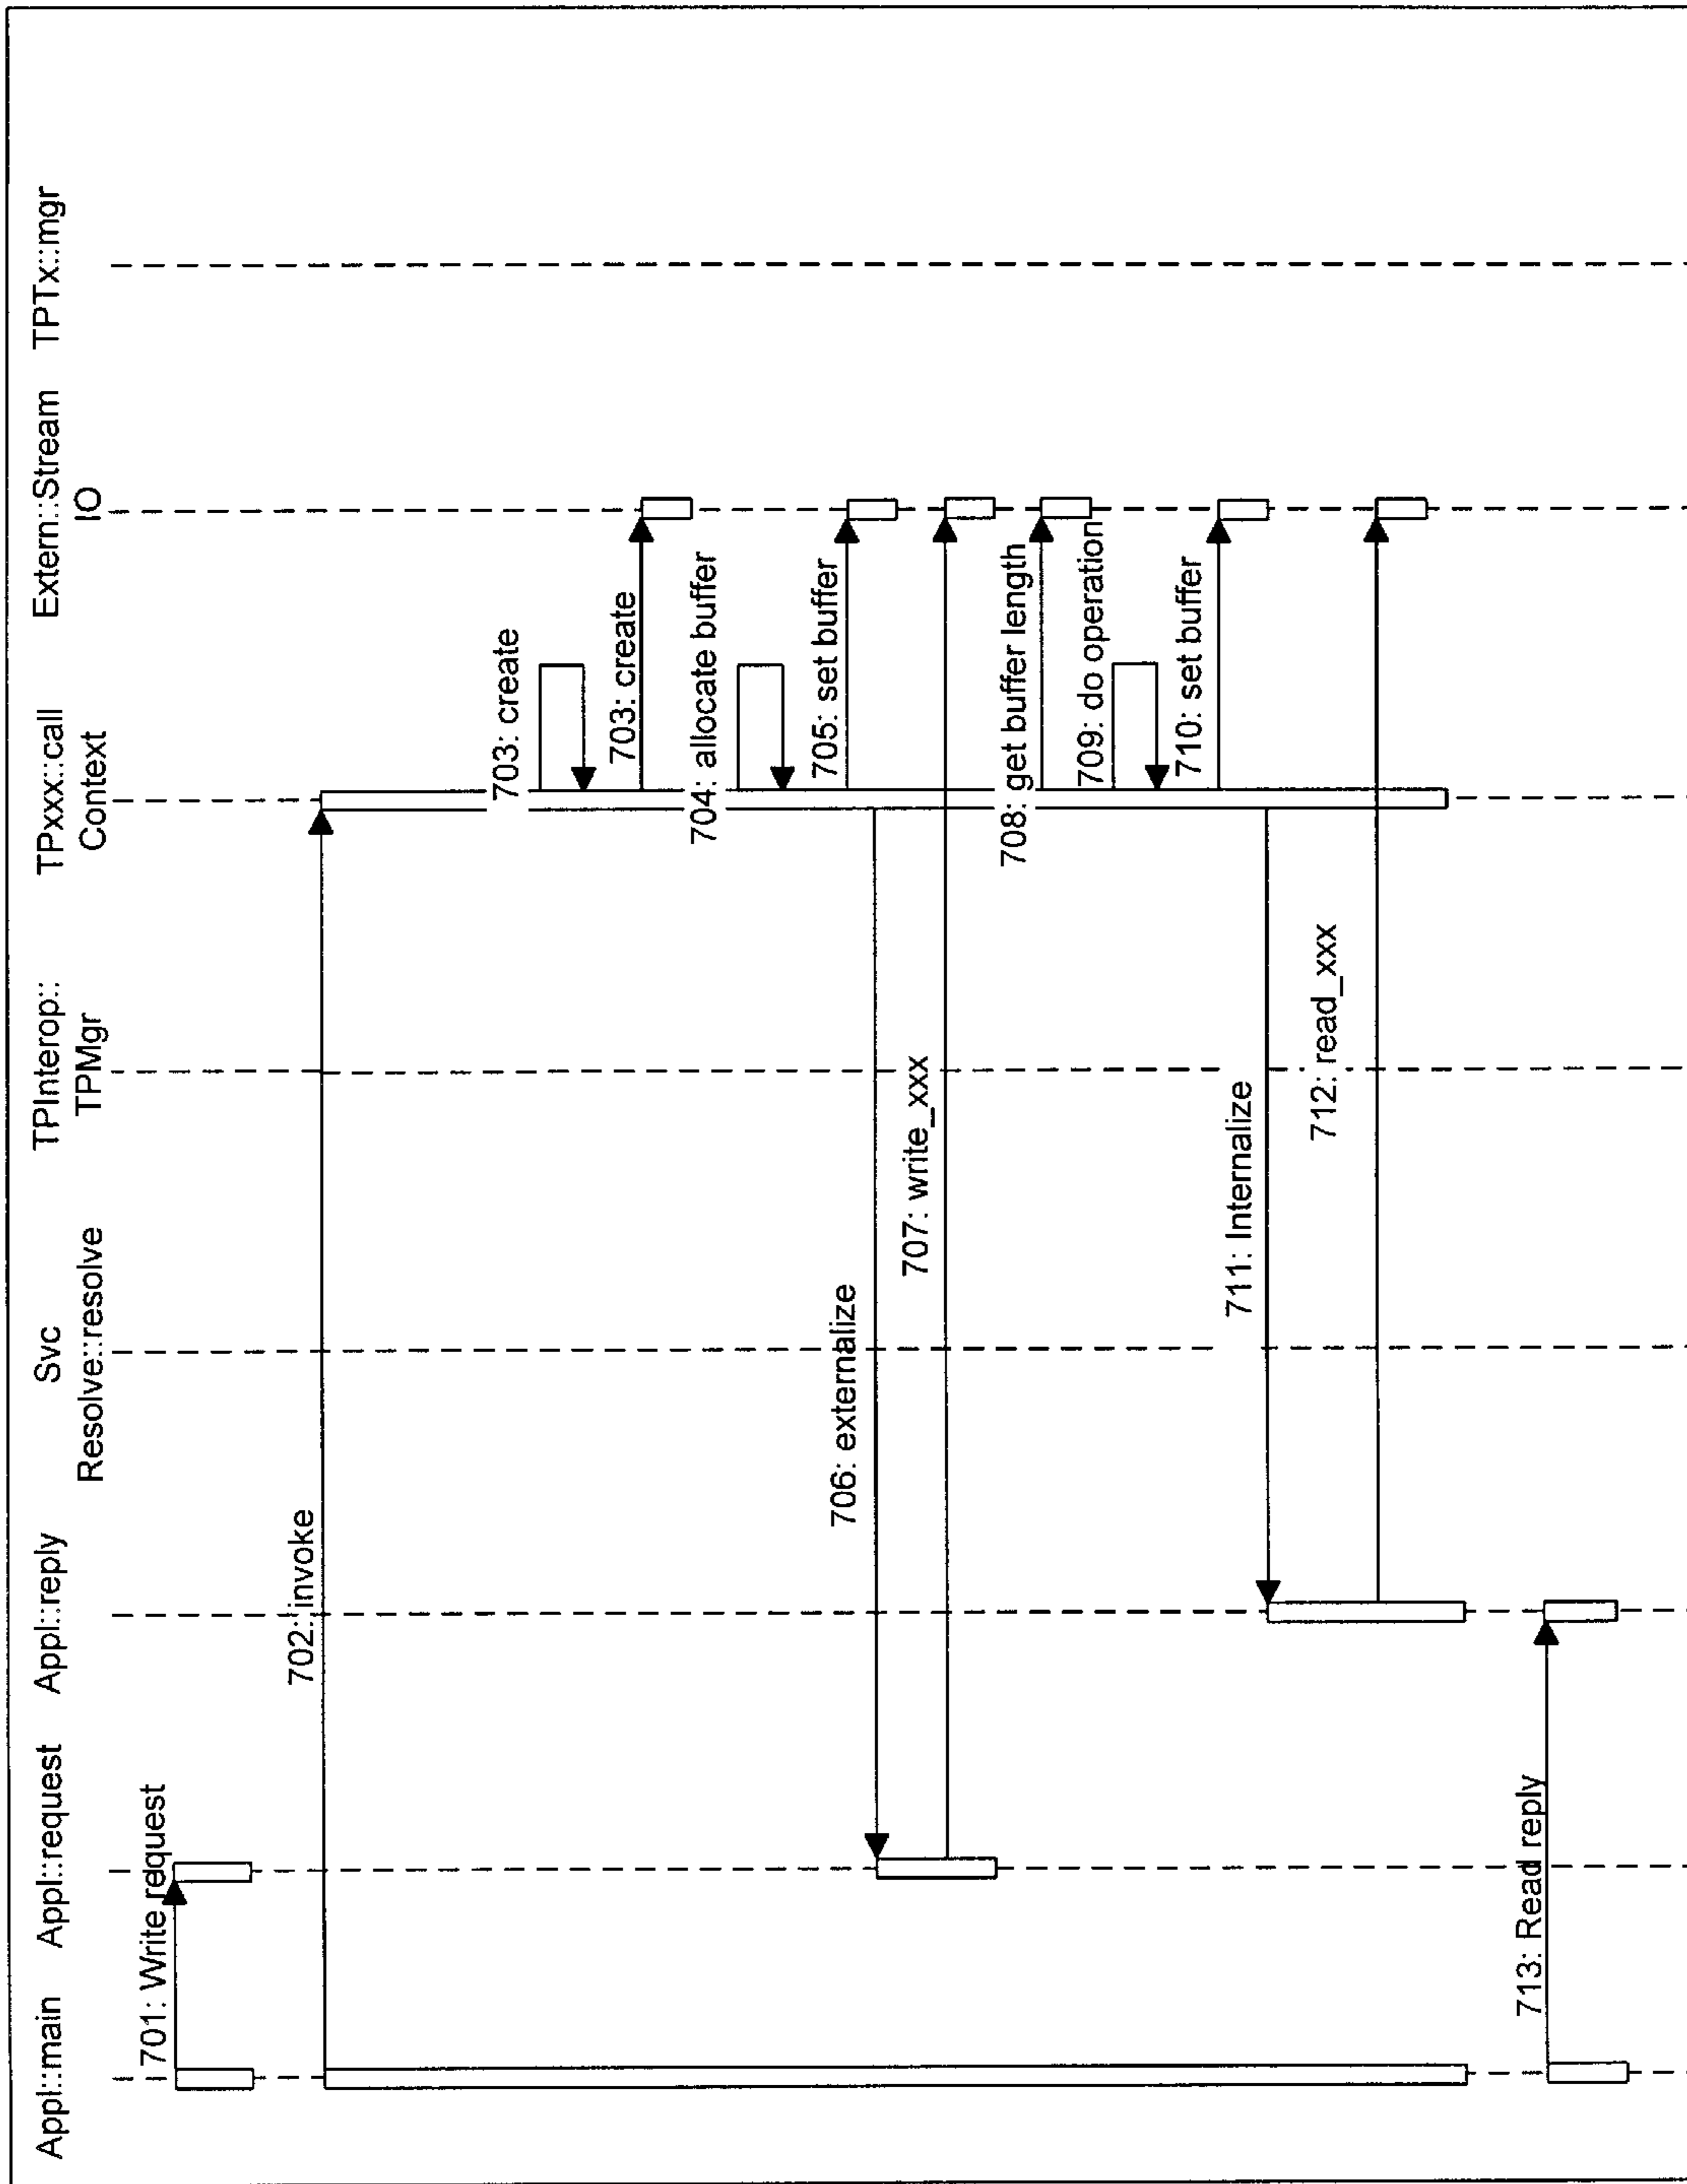 Appl::main
Appl::request
Appl::reply
Svc
Resolve::resolve
TPInterop::
TPMgr
TPxxx::call
Context
Extern::Stream
IO
TPTx::mgr
701: Write request
702: invoke
703: create
703: create
704: allocate buffer
705: set buffer
706: externalize
707: write_xxx
708: get buffer length
709: do operation
710: set buffer
711: Internalize
712: read_xxx
713: Read reply